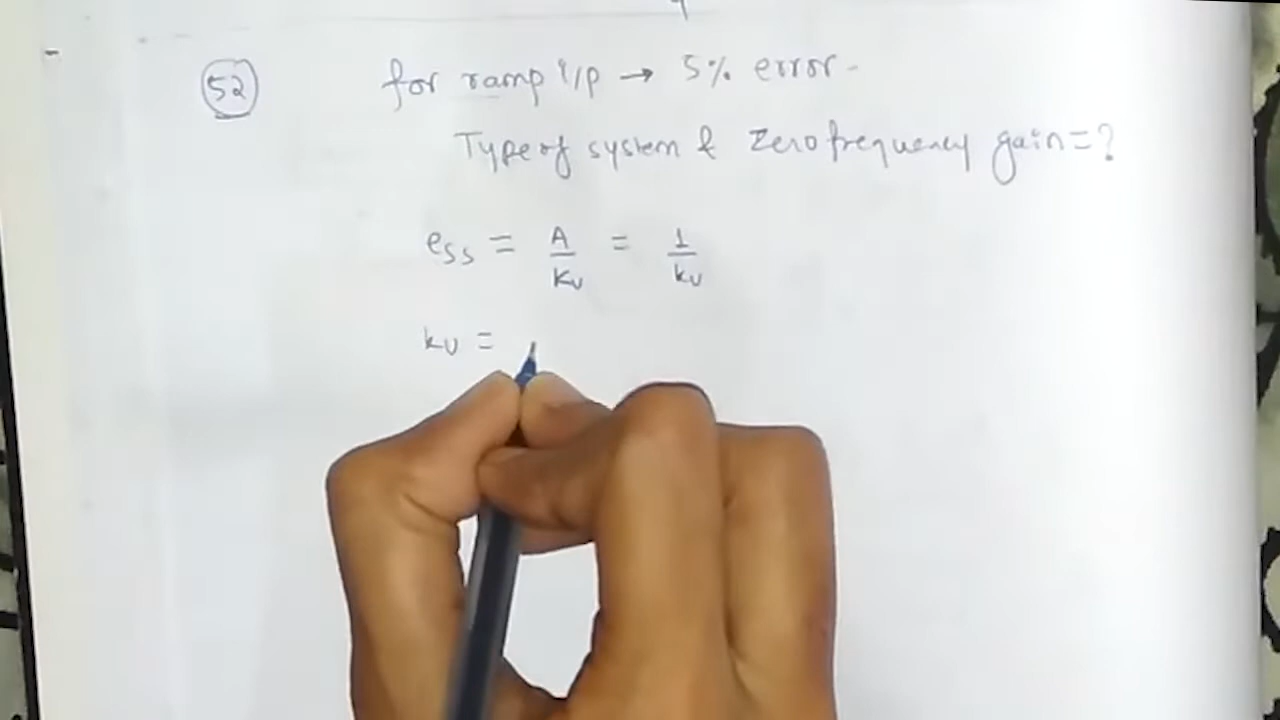 52 for ramp i/p → 5% error.
Type of system & Zero frequency gain = ?
ess = A/Kv = 1/kv
kv =